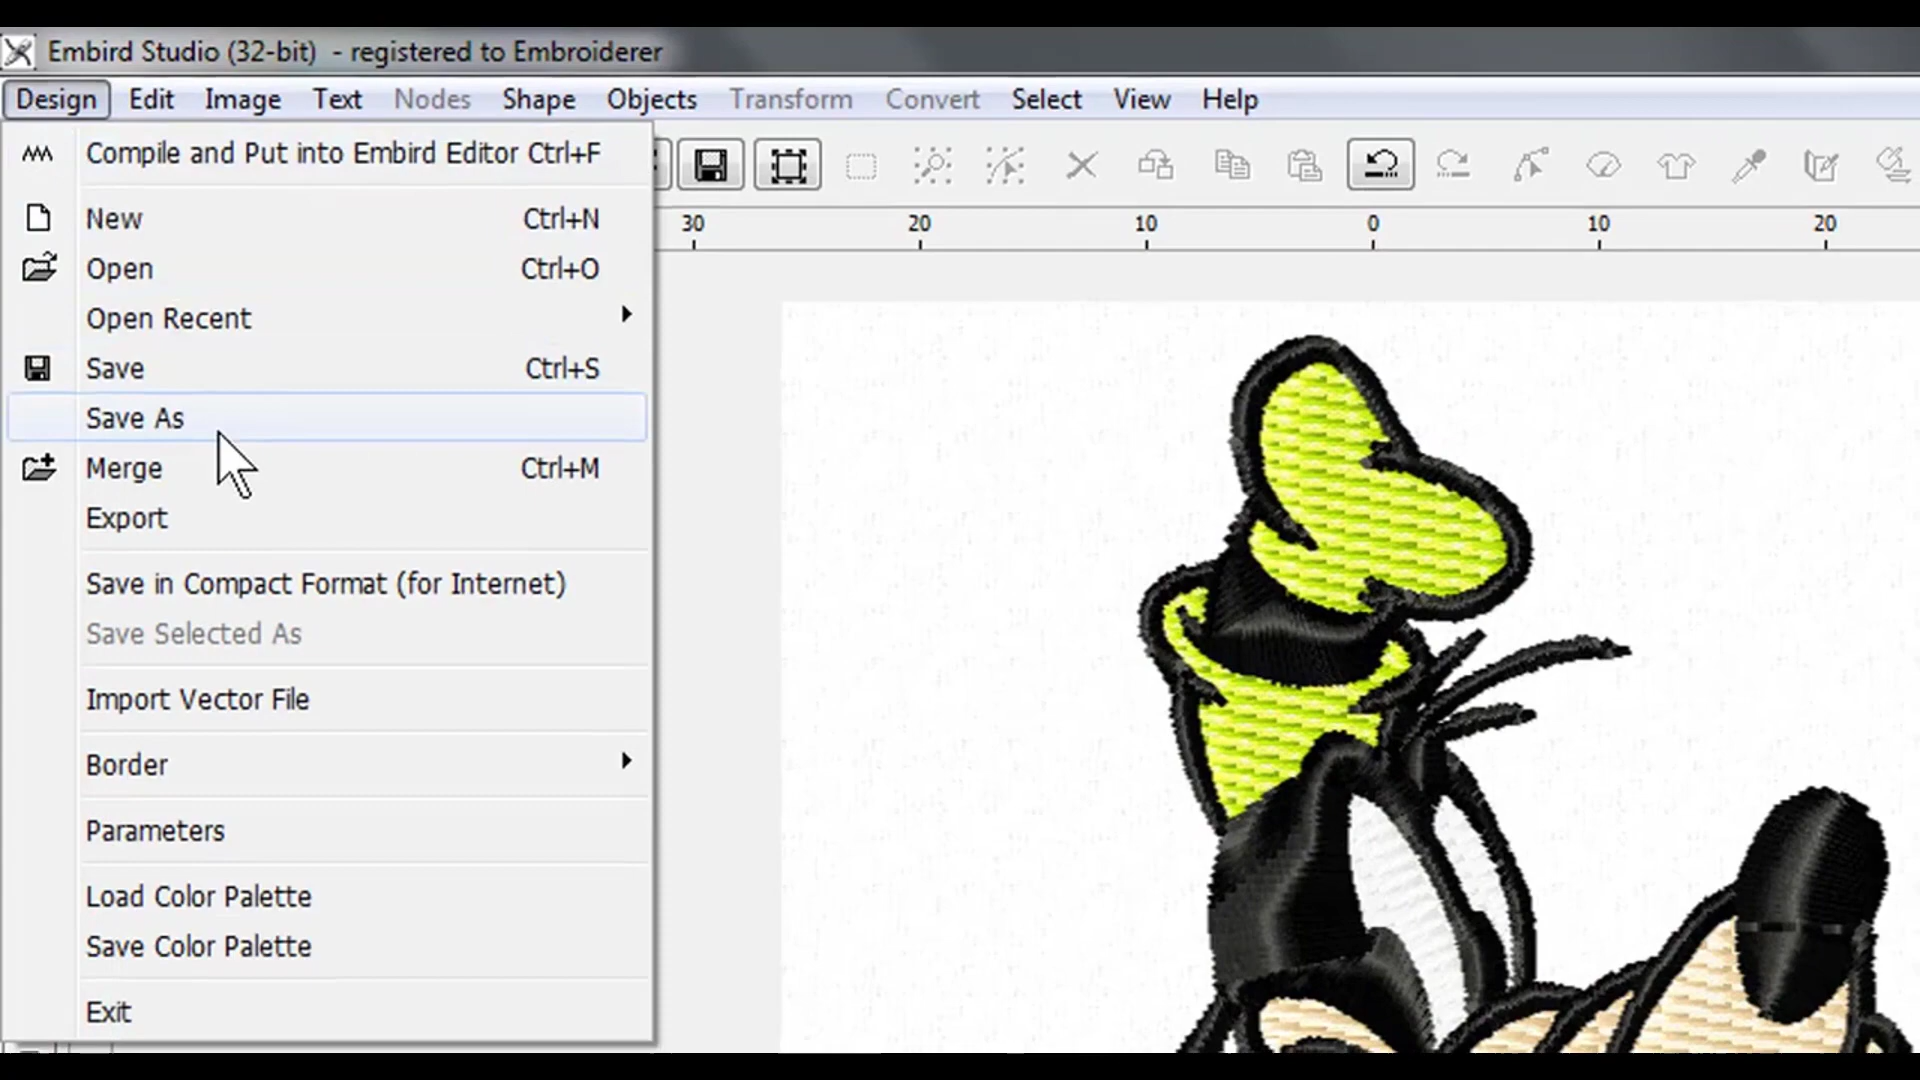 Embird Studio (32-bit) - registered to Embroiderer
Design Edit Image Text Nodes Shape Objects Transform Convert Select View Help
Compile and Put into Embird Editor Ctrl+F
30 20 10 0 10 20
New Ctrl+N
Open Ctrl+O
Open Recent
Save Ctrl+S
Save As
Merge Ctrl+M
Export
Save in Compact Format (for Internet)
Save Selected As
Import Vector File
Border
Parameters
Load Color Palette
Save Color Palette
Exit